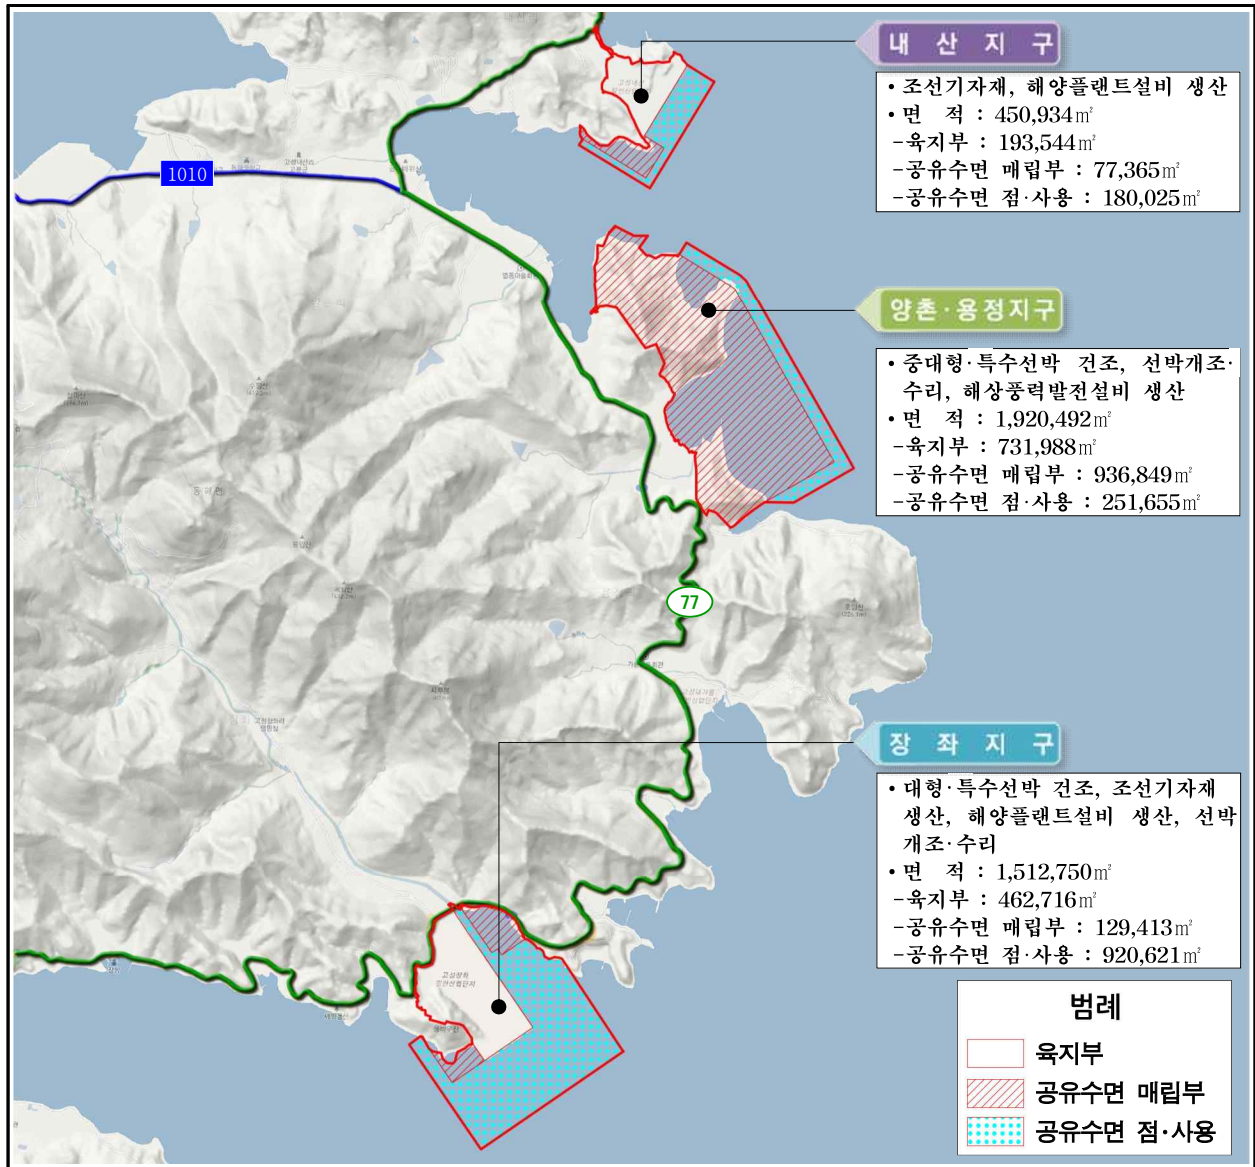 내 산 지 구
• 조선기자재, 해양플랜트설비 생산
• 면 적 : 450,934㎡
-육지부 : 193,544㎡
-공유수면 매립부 : 77,365㎡
-공유수면 점·사용 : 180,025㎡
1010
양촌·용정지구
• 중대형·특수선박 건조, 선박개조·
수리, 해상풍력발전설비 생산
• 면 적 : 1,920,492㎡
-육지부 : 731,988㎡
-공유수면 매립부 : 936,849㎡
-공유수면 점·사용 : 251,655㎡
동해면
77
장 좌 지 구
• 대형·특수선박 건조, 조선기자재
생산, 해양플랜트설비 생산, 선박
개조·수리
• 면 적 : 1,512,750㎡
-육지부 : 462,716㎡
-공유수면 매립부 : 129,413㎡
-공유수면 점·사용 : 920,621㎡
범례
육지부
공유수면 매립부
공유수면 점·사용